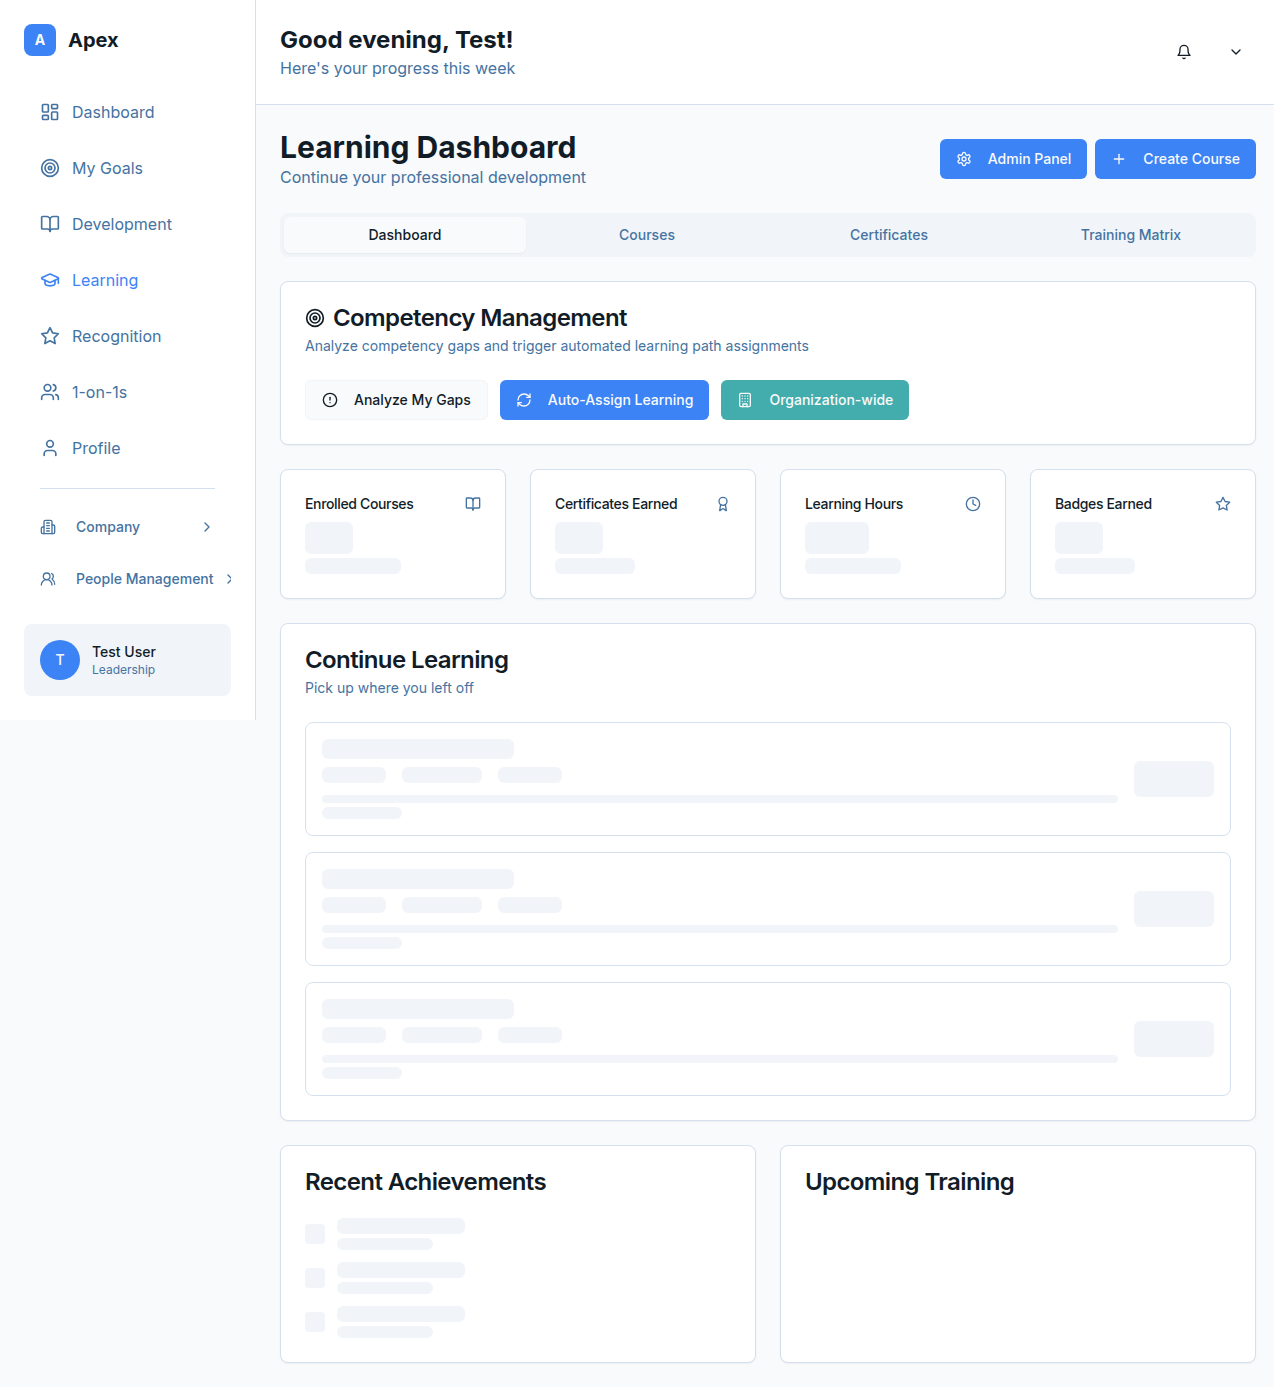 A
Apex
Good evening, Test!
Here's your progress this week
Dashboard
My Goals
Development
Learning
Recognition
1-on-1s
Profile
Company
People Management
T
Test User
Leadership
Learning Dashboard
Continue your professional development
Admin Panel
Create Course
Dashboard
Courses
Certificates
Training Matrix
Competency Management
Analyze competency gaps and trigger automated learning path assignments
Analyze My Gaps
Auto-Assign Learning
Organization-wide
Enrolled Courses
Certificates Earned
Learning Hours
Badges Earned
Continue Learning
Pick up where you left off
Recent Achievements
Upcoming Training